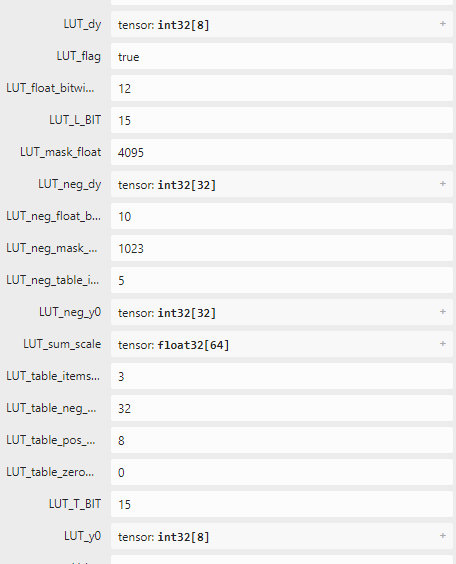 LUT_dy tensor: int32[8] +
LUT_flag true
LUT_float_bitwi... 12
LUT_L_BIT 15
LUT_mask_float 4095
LUT_neg_dy tensor: int32[32] +
LUT_neg_float_b... 10
LUT_neg_mask_... 1023
LUT_neg_table_i... 5
LUT_neg_y0 tensor: int32[32] +
LUT_sum_scale tensor: float32[64] +
LUT_table_items... 3
LUT_table_neg_... 32
LUT_table_pos_... 8
LUT_table_zero... 0
LUT_T_BIT 15
LUT_y0 tensor: int32[8] +